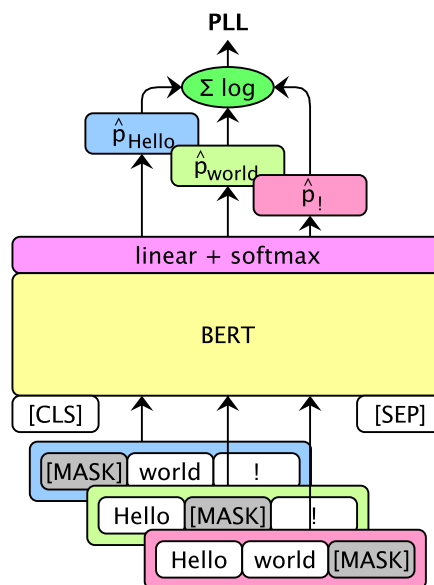 PLL
Σ log
p̂Hello
p̂world
p̂!
linear + softmax
BERT
[CLS] [SEP]
[MASK] world !
Hello [MASK] !
Hello world [MASK]